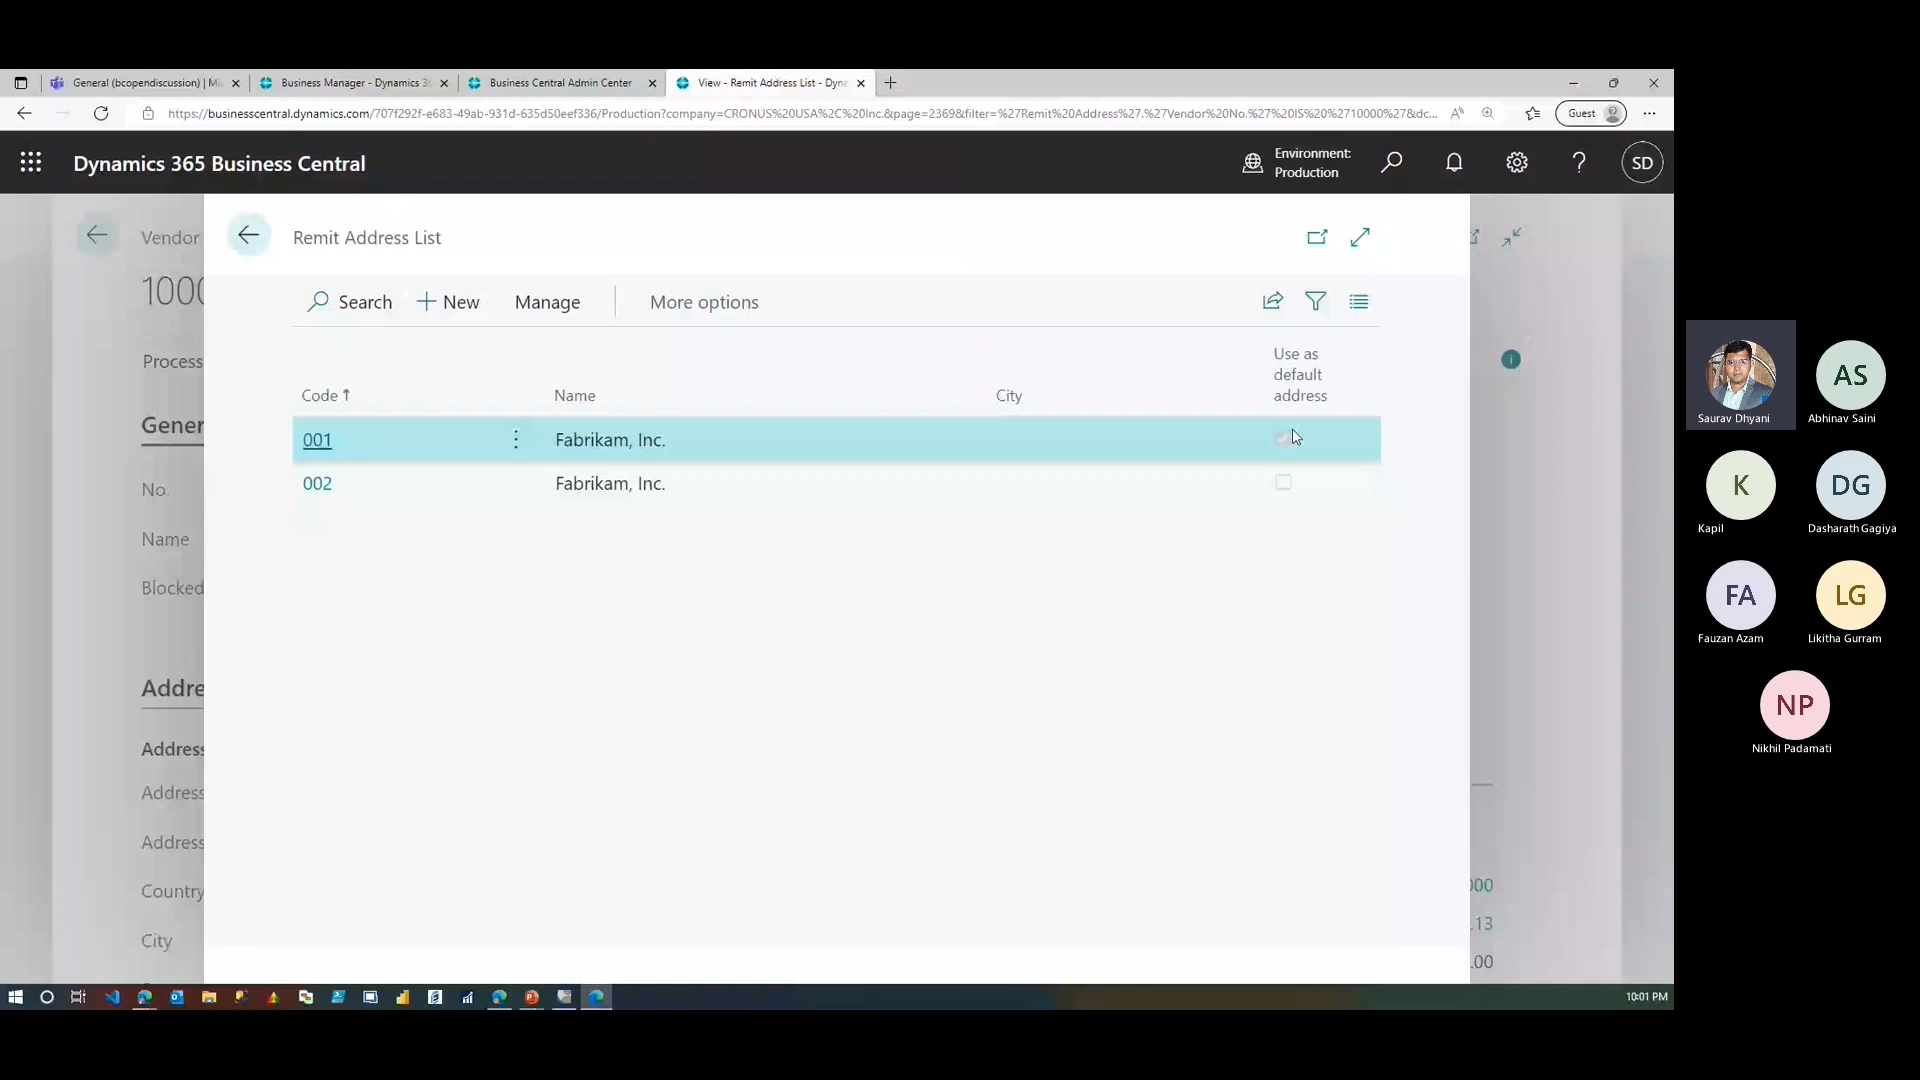 General (bcopendiscussion) | Mi
Business Manager - Dynamics 3
Business Central Admin Center
View - Remit Address List - Dyna
https://businesscentral.dynamics.com/707f292f-e683-49ab-931d-635d50eef336/Production?company=CRONUS%20USA%2C%20Inc.&page=2369&filter=%27Remit%20Address%27.%27Vendor%20No.%27%20IS%20%2710000%27&dc...
Guest
Dynamics 365 Business Central
Environment:
Production
SD
Vendor
Remit Address List
1000
Search
New
Manage
More options
Process
Use as
default
address
Code
Name
City
Gener
001
Fabrikam, Inc.
002
Fabrikam, Inc.
No.
Name
Blocked
Addre
Address
Address
Address
Country
City
000
.13
.00
10:01 PM
Saurav Dhyani
AS
Abhinav Saini
K
Kapil
DG
Dasharath Gagiya
FA
Fauzan Azam
LG
Likitha Gurram
NP
Nikhil Padamati